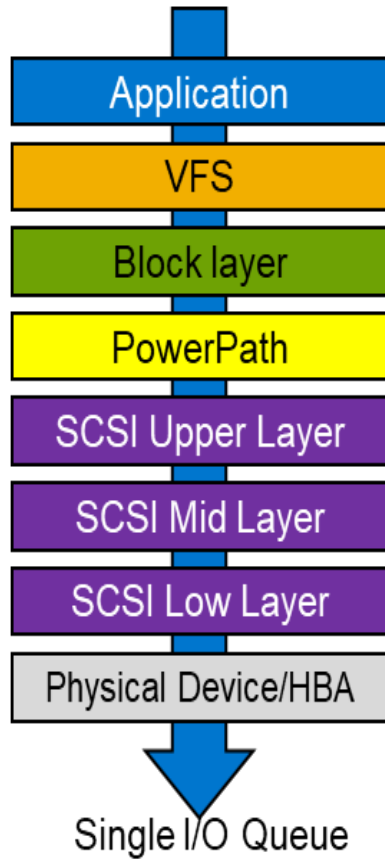 Application
VFS
Block layer
PowerPath
SCSI Upper Layer
SCSI Mid Layer
SCSI Low Layer
Physical Device/HBA
Single I/O Queue